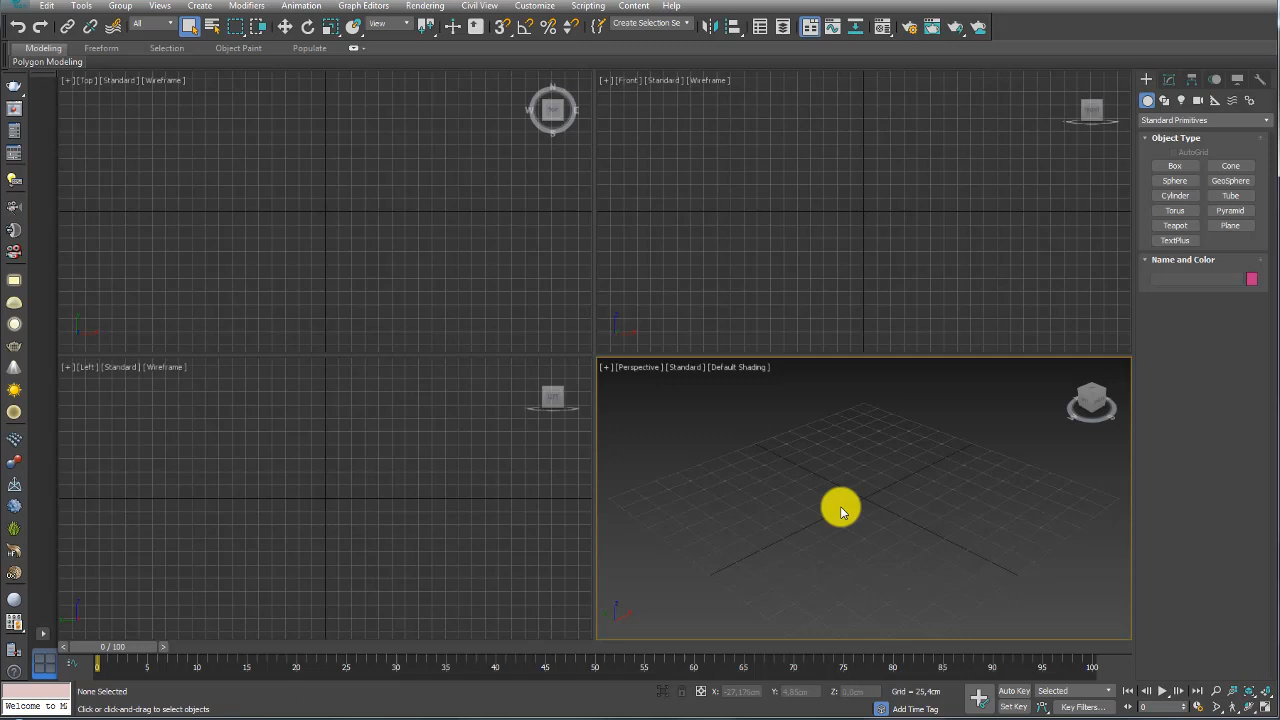 Edit Tools Group Views Create Modifiers Animation Graph Editors Rendering Civil View Customize Scripting Content Help
All View Create Selection Se
Modeling Freeform Selection Object Paint Populate
Polygon Modeling
[+][Top][Standard][Wireframe]
[+][Front][Standard][Wireframe]
N
W E
S
Standard Primitives
Object Type
AutoGrid
Box Cone
Sphere GeoSphere
Cylinder Tube
Torus Pyramid
Teapot Plane
TextPlus
Name and Color
[+][Left][Standard][Wireframe]
[+][Perspective][Standard][Default Shading]
0 / 100
0 5 10 15 20 25 30 35 40 45 50 55 60 65 70 75 80 85 90 95 100
None Selected
X: -27,176cm Y: 4,85cm Z: 0,0cm Grid = 25,4cm
Auto Key Selected
Welcome to M
Click or click-and-drag to select objects
Add Time Tag
Set Key Key Filters... 0